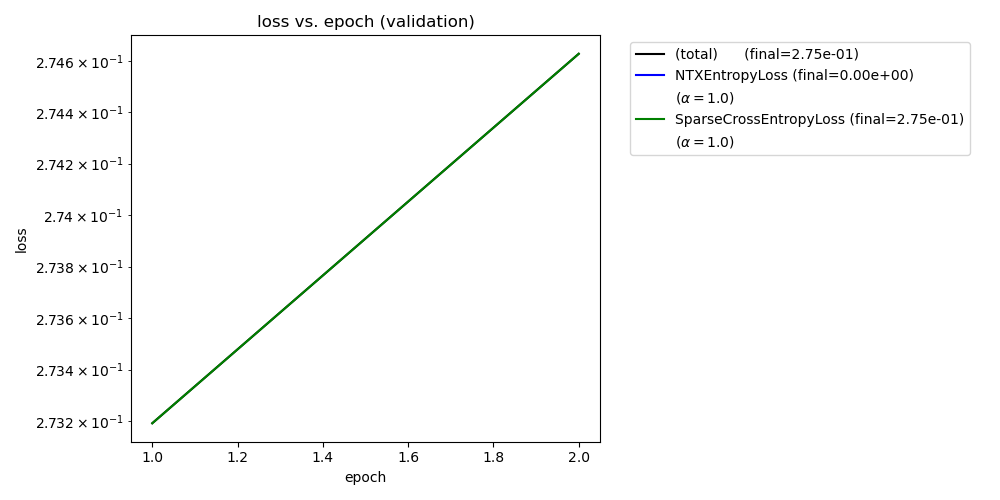 loss vs. epoch (validation)
2.746 × 10⁻¹
2.744 × 10⁻¹
2.742 × 10⁻¹
2.74 × 10⁻¹
2.738 × 10⁻¹
2.736 × 10⁻¹
2.734 × 10⁻¹
2.732 × 10⁻¹
loss
1.0 1.2 1.4 1.6 1.8 2.0
epoch
(total) (final=2.75e-01)
NTXEntropyLoss (final=0.00e+00)
(α = 1.0)
SparseCrossEntropyLoss (final=2.75e-01)
(α = 1.0)